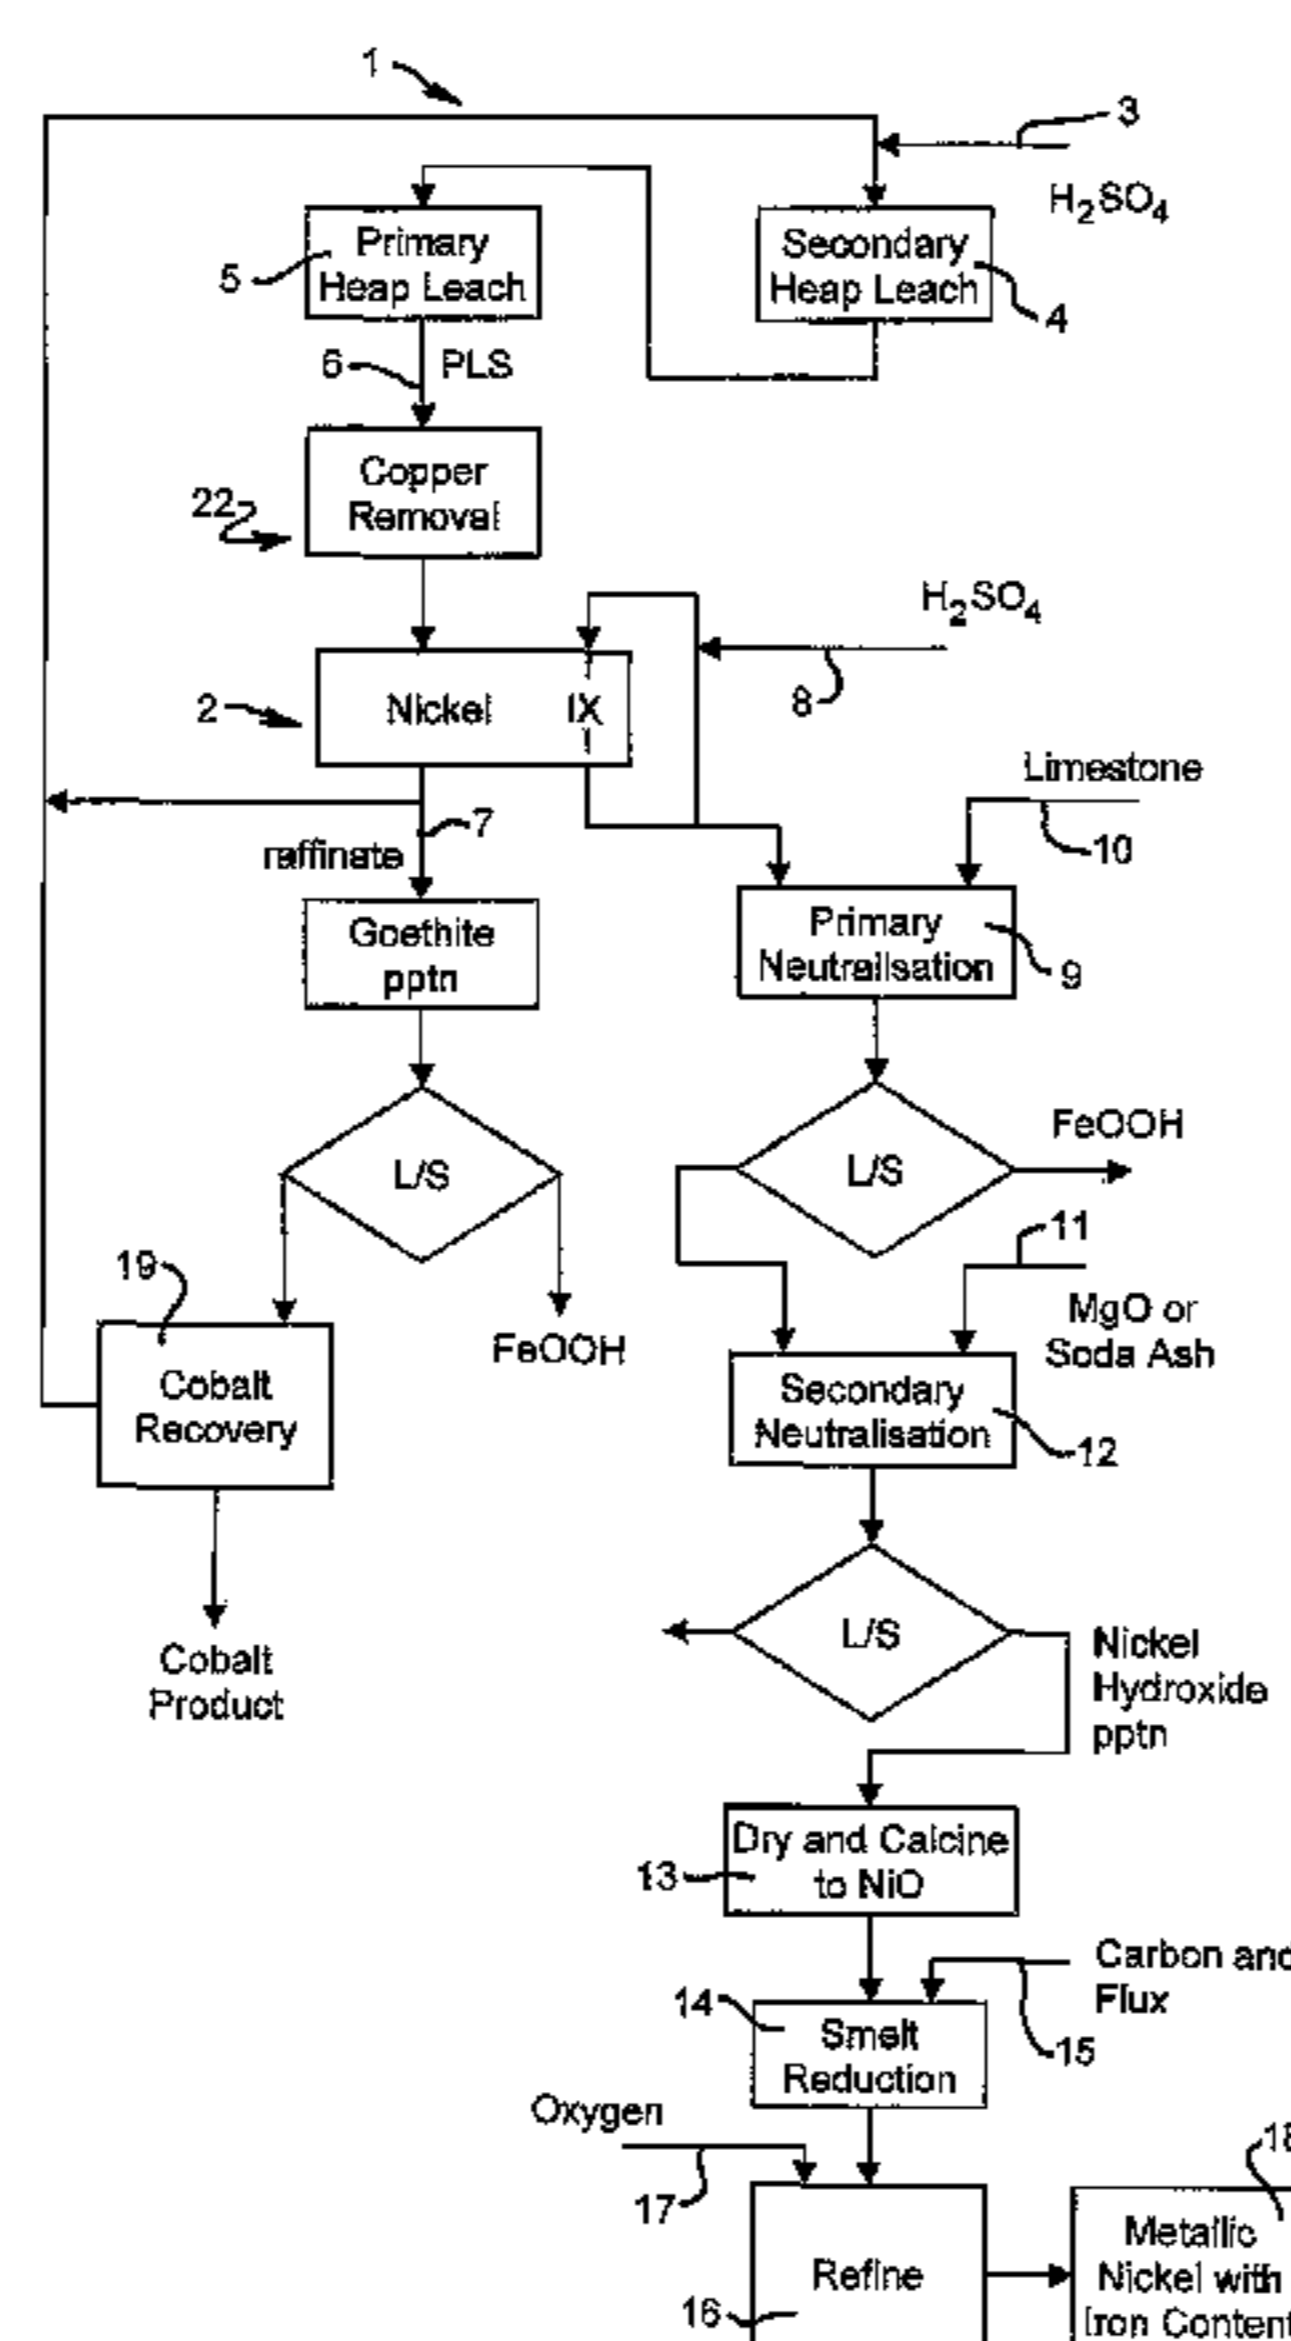 1
3
H2SO4
Primary
Heap Leach
5
Secondary
Heap Leach
4
6
PLS
Copper
Removal
22
H2SO4
8
2
Nickel
IX
Limestone
10
7
raffinate
Goethite
pptn
Primary
Neutralisation
9
L/S
L/S
FeOOH
11
MgO or
Soda Ash
19
FeOOH
Cobalt
Recovery
Secondary
Neutralisation
12
L/S
Nickel
Hydroxide
pptn
Cobalt
Product
Dry and Calcine
to NiO
13
Carbon and
Flux
14
Smelt
Reduction
15
Oxygen
17
18
Refine
16
Metallic
Nickel with
Iron Content